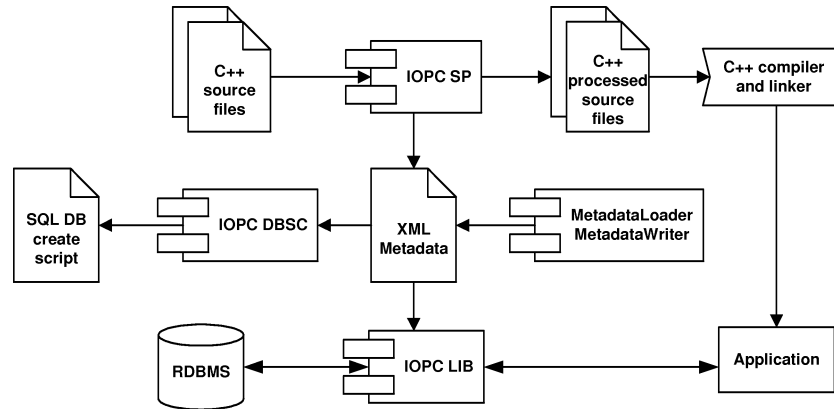 C++
source
files
IOPC SP
C++
processed
source
files
C++ compiler
and linker
SQL DB
create
script
IOPC DBSC
XML
Metadata
MetadataLoader
MetadataWriter
RDBMS
IOPC LIB
Application